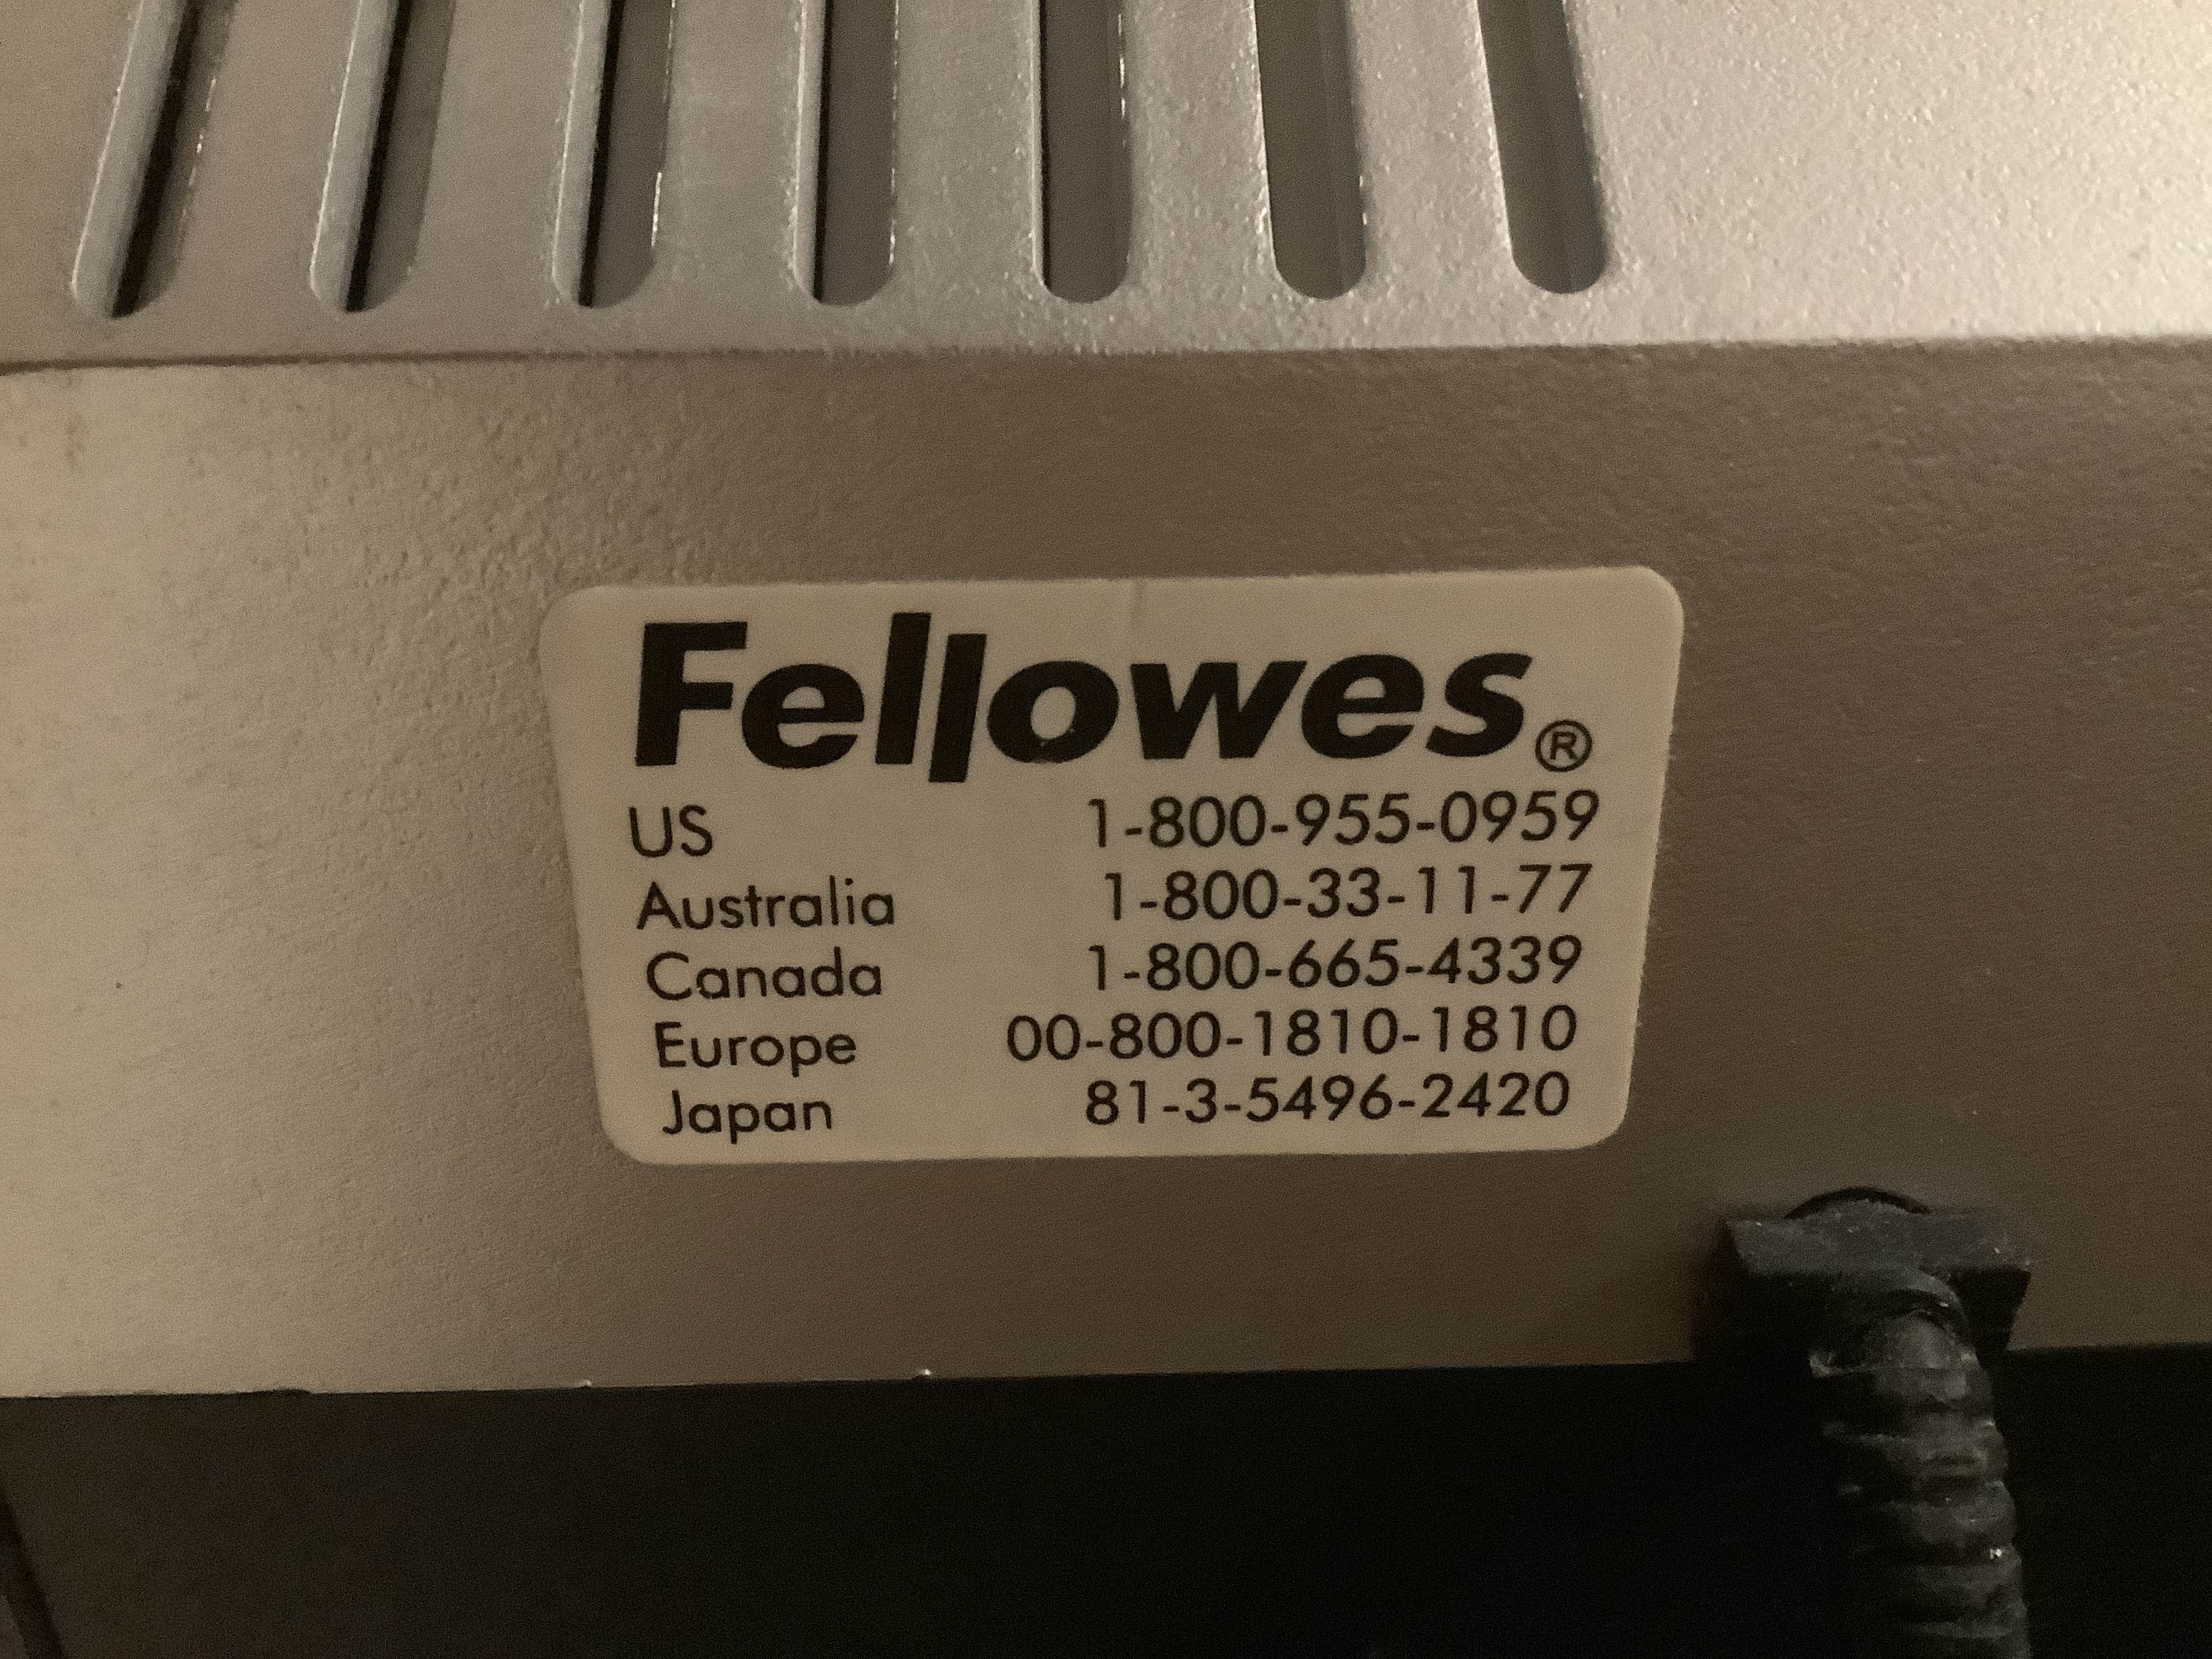 Fellowes®
US 1-800-955-0959
Australia 1-800-33-11-77
Canada 1-800-665-4339
Europe 00-800-1810-1810
Japan 81-3-5496-2420